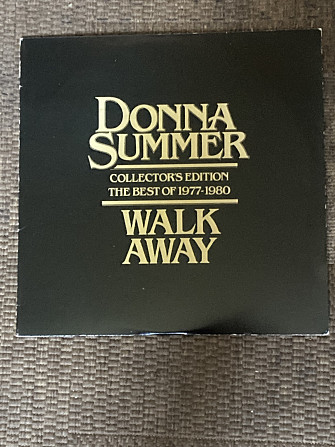 DONNA
SUMMER
COLLECTOR'S EDITION
THE BEST OF 1977-1980
WALK
AWAY